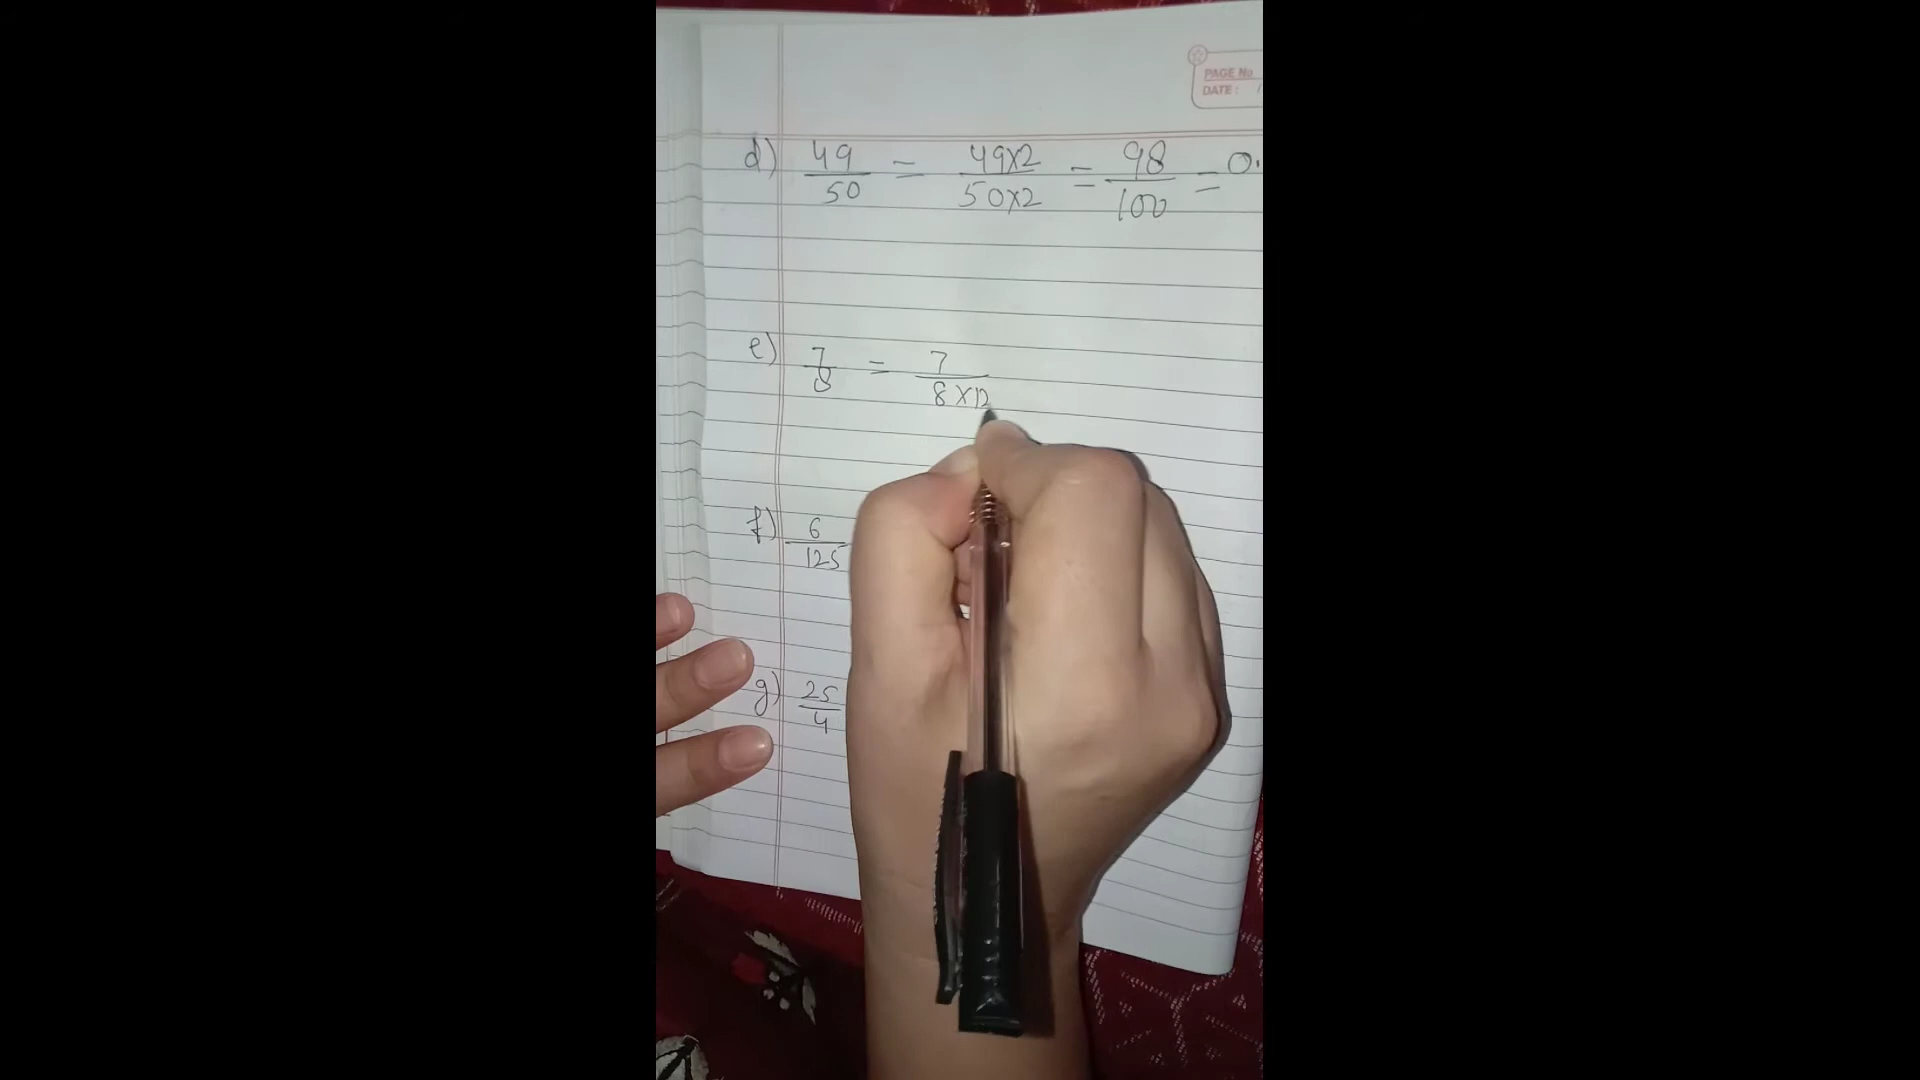 PAGE No
DATE : /
d) 49/50 = 49x2/50x2 = 98/100 = 0.
e) 7/8 = 7/8x12
f) 6/125
g) 25/4